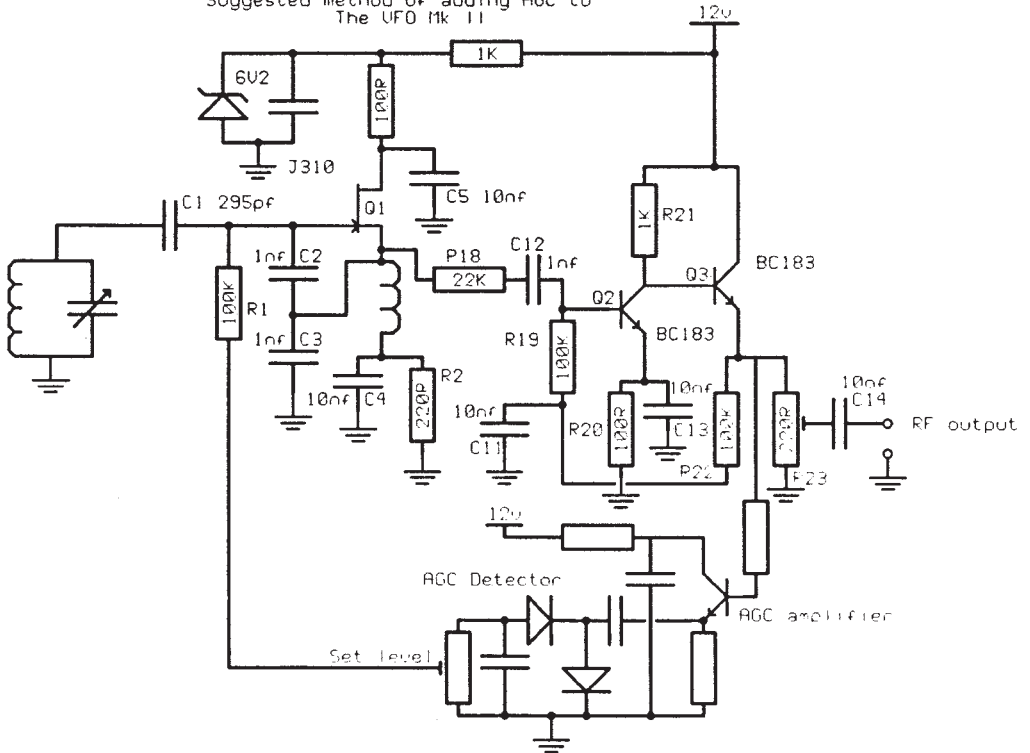 Suggested method of adding AGC to
The VFO Mk II
12v
1K
6V2
100R
J310
C1 295pf
C5 10nf
Q1
1nf C2
P18
22K
C12
1nf
1K
R21
Q3
BC183
Q2
BC183
100K
R1
1nf C3
R19
100K
10nf C4
R2
220R
10nf
C11
R20
100R
10nf
C13
100K
P22
220R
R23
10nf
C14
RF output
12v
AGC Detector
AGC amplifier
Set level